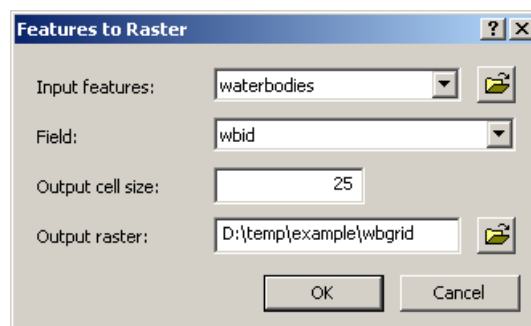 Features to Raster
Input features: waterbodies
Field: wbid
Output cell size: 25
Output raster: D:\temp\example\wbgrid
OK Cancel